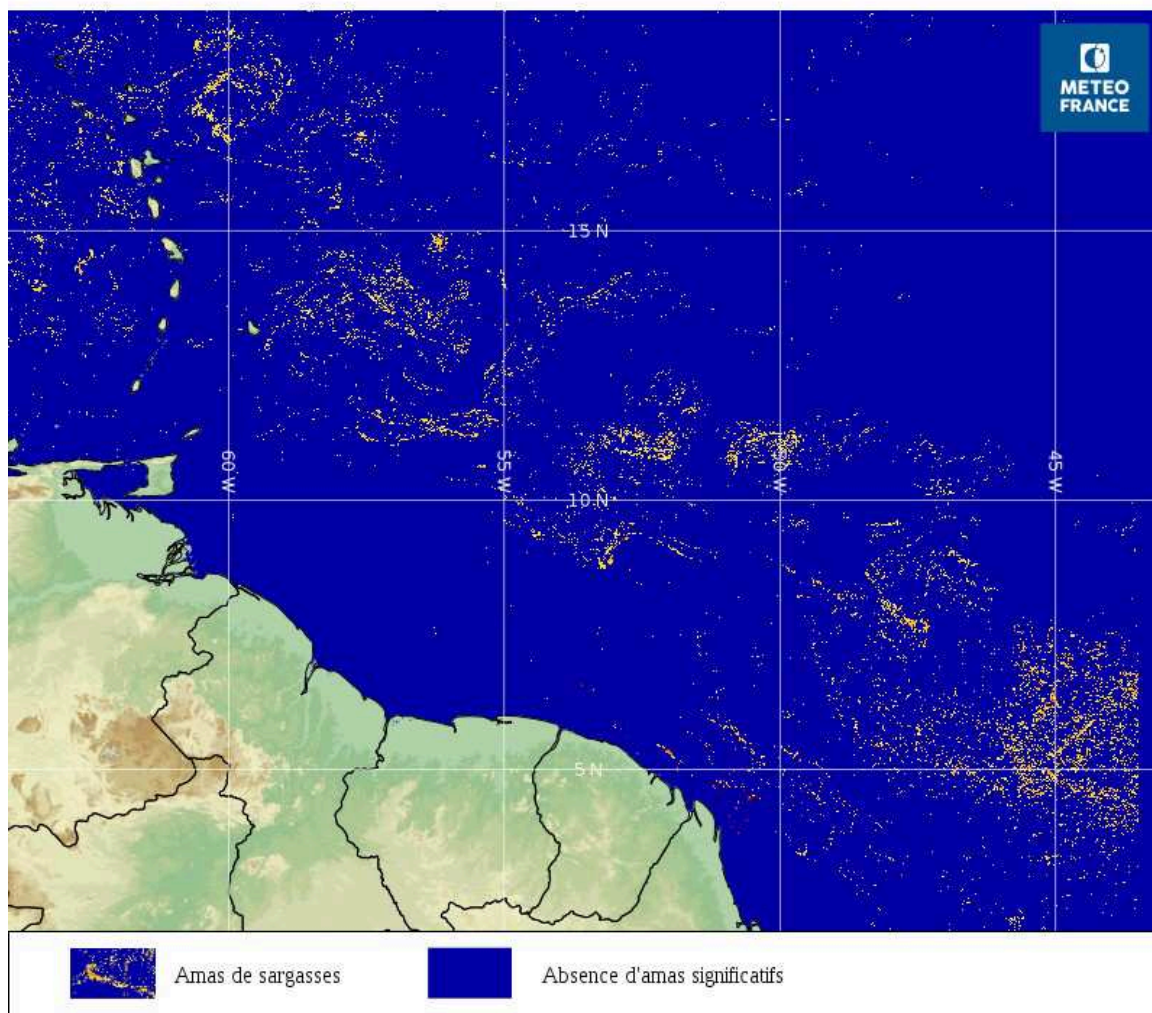 METEO
FRANCE
15 N
60 W
55 W
50 W
45 W
10 N
5 N
Amas de sargasses
Absence d'amas significatifs